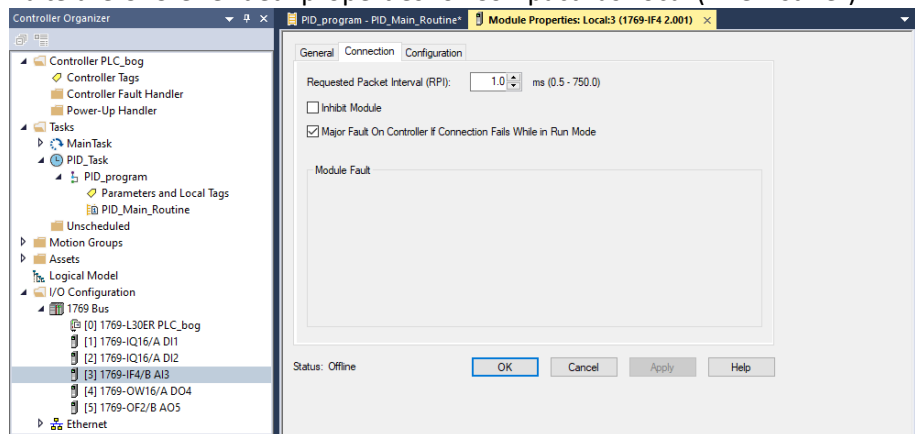 Controller Organizer
PID_program - PID_Main_Routine*
Module Properties: Local:3 (1769-IF4 2.001)
General
Connection
Configuration
Controller PLC_bog
Controller Tags
Controller Fault Handler
Power-Up Handler
Tasks
MainTask
PID_Task
PID_program
Parameters and Local Tags
PID_Main_Routine
Unscheduled
Motion Groups
Assets
Logical Model
I/O Configuration
1769 Bus
[0] 1769-L30ER PLC_bog
[1] 1769-IQ16/A DI1
[2] 1769-IQ16/A DI2
[3] 1769-IF4/B AI3
[4] 1769-OW16/A DO4
[5] 1769-OF2/B AO5
Ethernet
Requested Packet Interval (RPI): 1.0 ms (0.5 - 750.0)
Inhibit Module
Major Fault On Controller If Connection Fails While in Run Mode
Module Fault
Status: Offline
OK
Cancel
Apply
Help